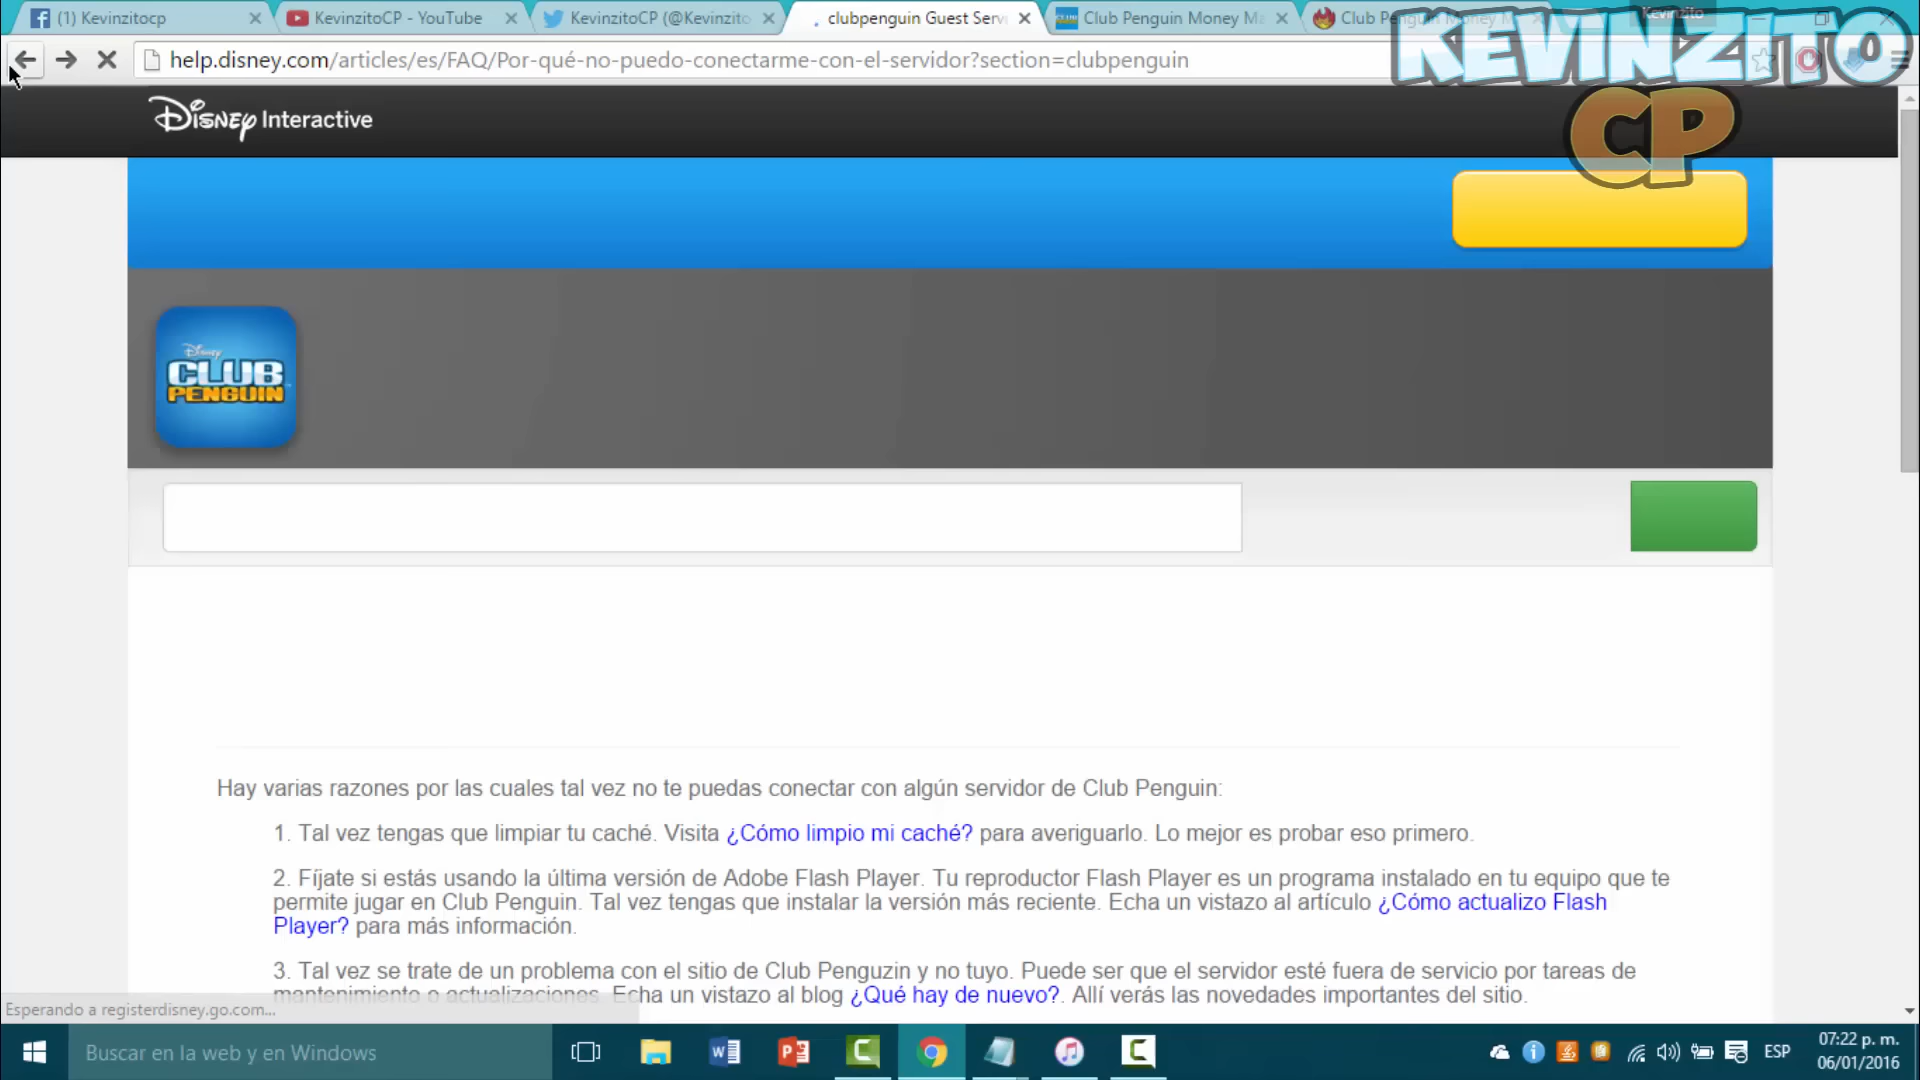 (1) Kevinzitocp
KevinzitoCP - YouTube
KevinzitoCP (@Kevinzito
clubpenguin Guest Serv
Club Penguin Money Ma
Club Penguin Money M
Kevinzito
help.disney.com/articles/es/FAQ/Por-qué-no-puedo-conectarme-con-el-servidor?section=clubpenguin
KEVINZITO
CP
Disney Interactive
Disney
CLUB
PENGUIN
Hay varias razones por las cuales tal vez no te puedas conectar con algún servidor de Club Penguin:
1. Tal vez tengas que limpiar tu caché. Visita ¿Cómo limpio mi caché? para averiguarlo. Lo mejor es probar eso primero.
2. Fíjate si estás usando la última versión de Adobe Flash Player. Tu reproductor Flash Player es un programa instalado en tu equipo que te
permite jugar en Club Penguin. Tal vez tengas que instalar la versión más reciente. Echa un vistazo al artículo ¿Cómo actualizo Flash
Player? para más información.
3. Tal vez se trate de un problema con el sitio de Club Penguzin y no tuyo. Puede ser que el servidor esté fuera de servicio por tareas de
mantenimiento o actualizaciones. Echa un vistazo al blog ¿Qué hay de nuevo?. Allí verás las novedades importantes del sitio.
Esperando a registerdisney.go.com...
Buscar en la web y en Windows
ESP
07:22 p. m.
06/01/2016